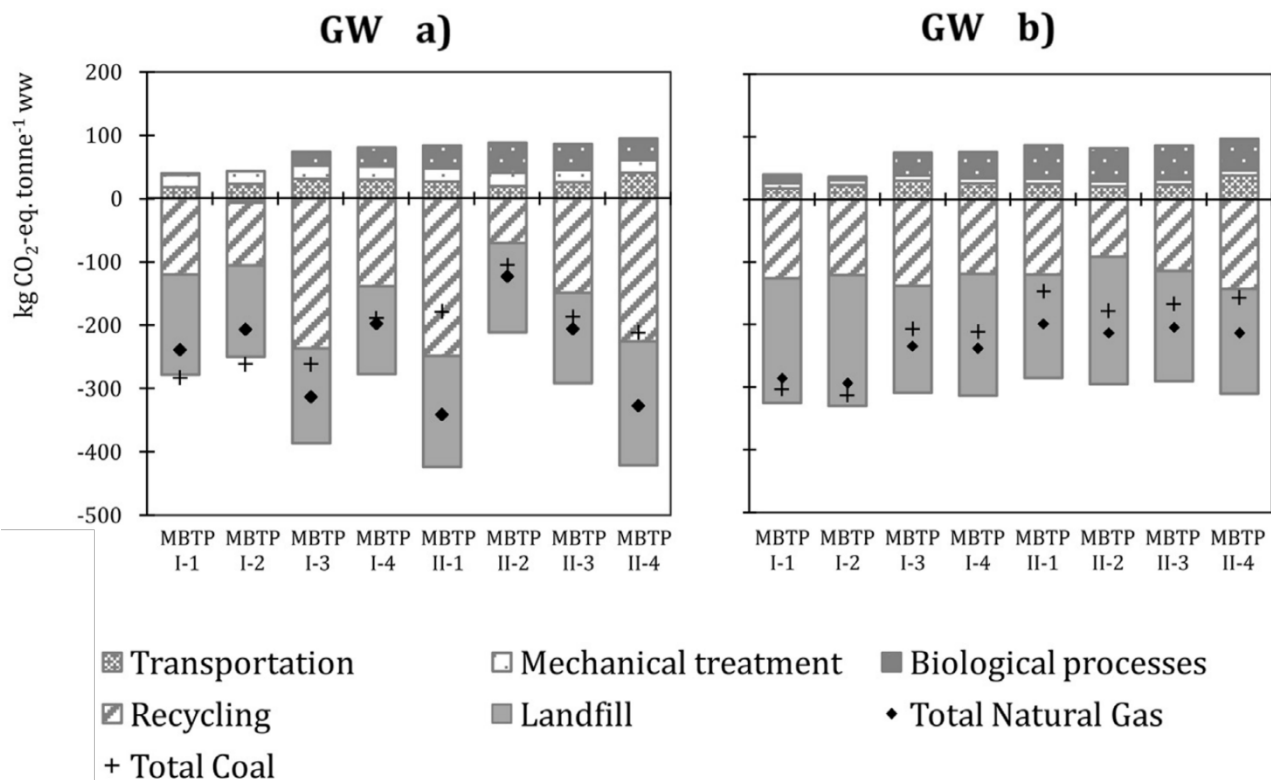 GW a)
GW b)
kg CO₂-eq. tonne⁻¹ ww
200
100
0
-100
-200
-300
-400
-500
MBTP I-1
MBTP I-2
MBTP I-3
MBTP I-4
MBTP II-1
MBTP II-2
MBTP II-3
MBTP II-4
MBTP I-1
MBTP I-2
MBTP I-3
MBTP I-4
MBTP II-1
MBTP II-2
MBTP II-3
MBTP II-4
Transportation
Mechanical treatment
Biological processes
Recycling
Landfill
Total Natural Gas
Total Coal